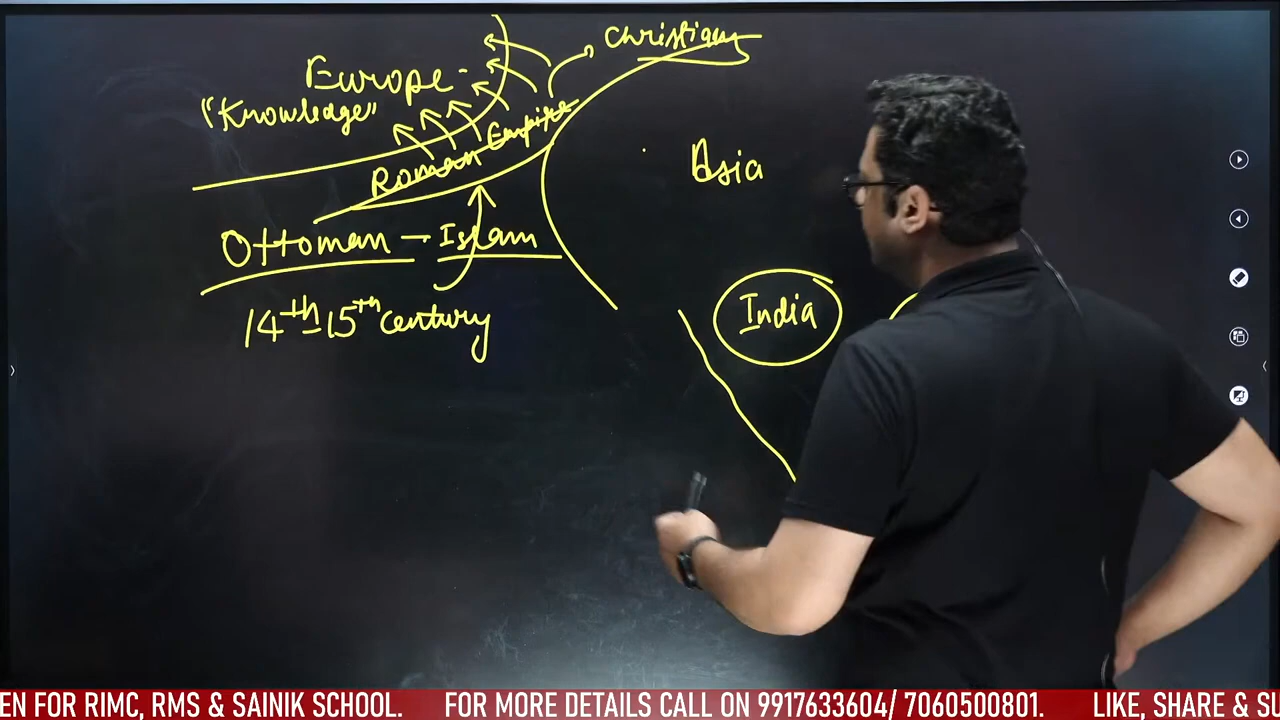 Christians
Europe -
"Knowledge"
Roman Empire
Asia
Ottoman - Islam
India
14th-15th century
EN FOR RIMC, RMS & SAINIK SCHOOL. FOR MORE DETAILS CALL ON 9917633604/ 7060500801. LIKE, SHARE & SU